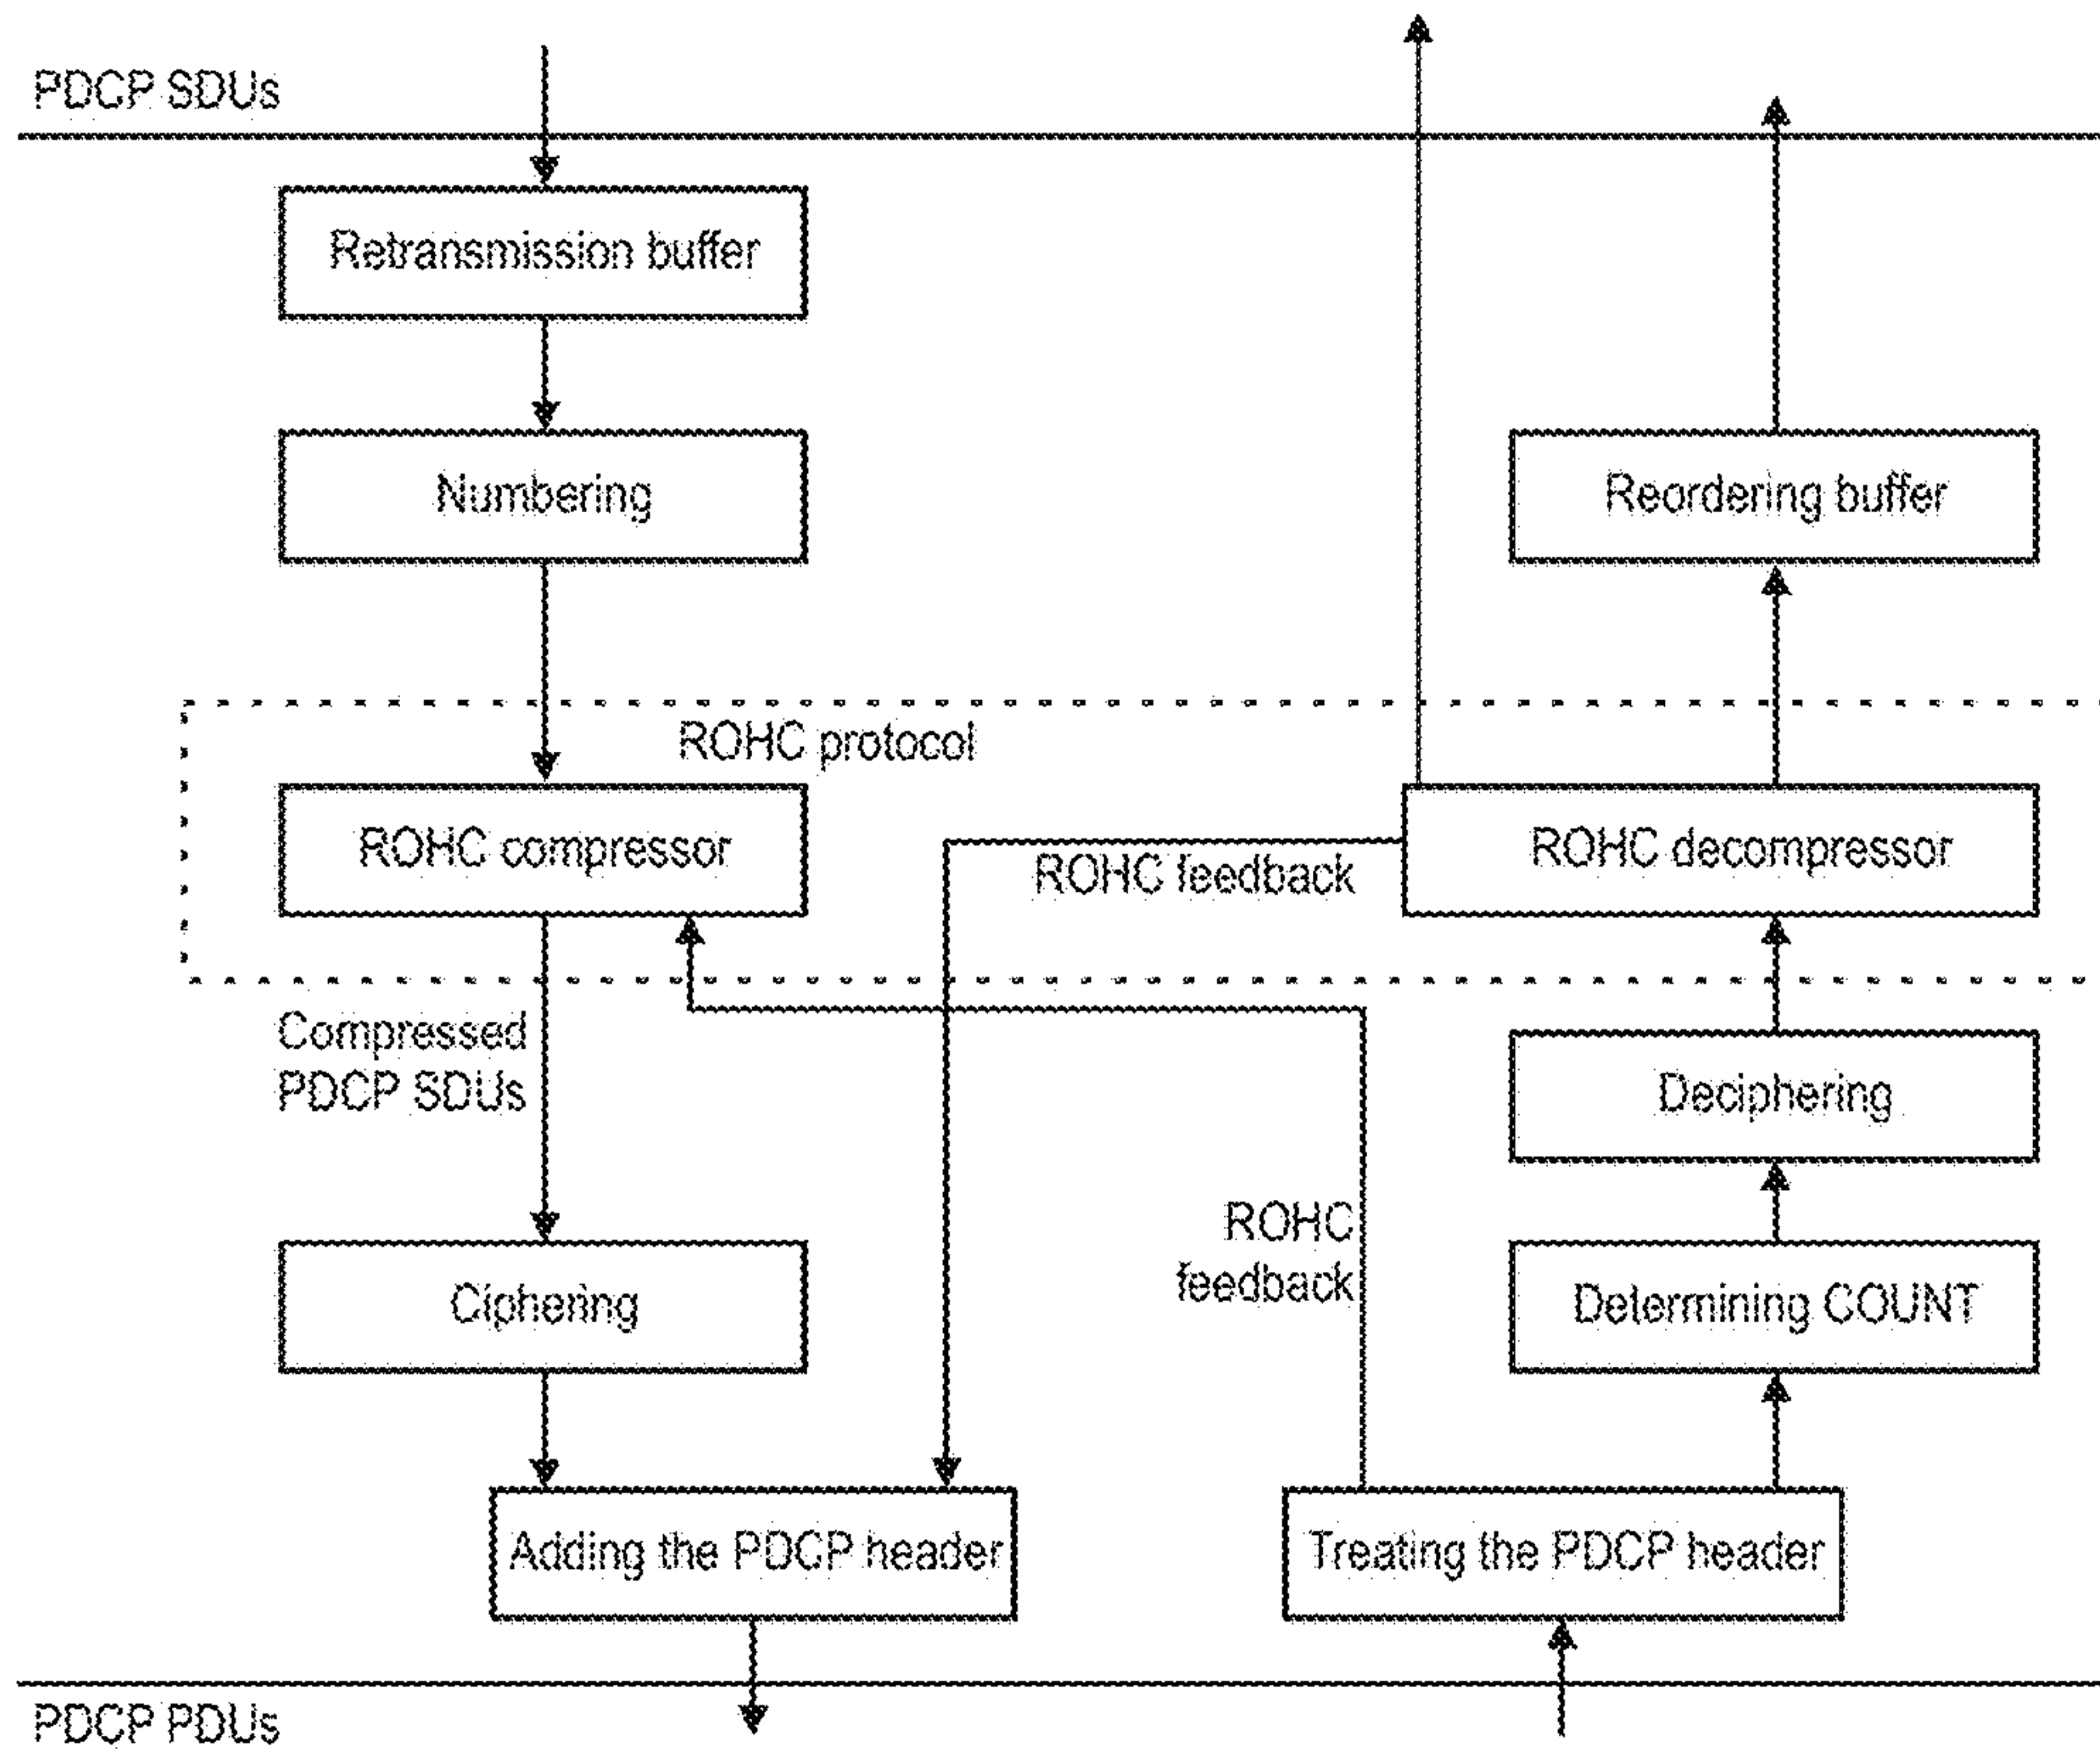 PDCP SDUs
Retransmission buffer
Numbering
Reordering buffer
ROHC protocol
ROHC compressor
ROHC feedback
ROHC decompressor
Compressed
PDCP SDUs
Deciphering
ROHC
feedback
Ciphering
Determining COUNT
Adding the PDCP header
Treating the PDCP header
PDCP PDUs